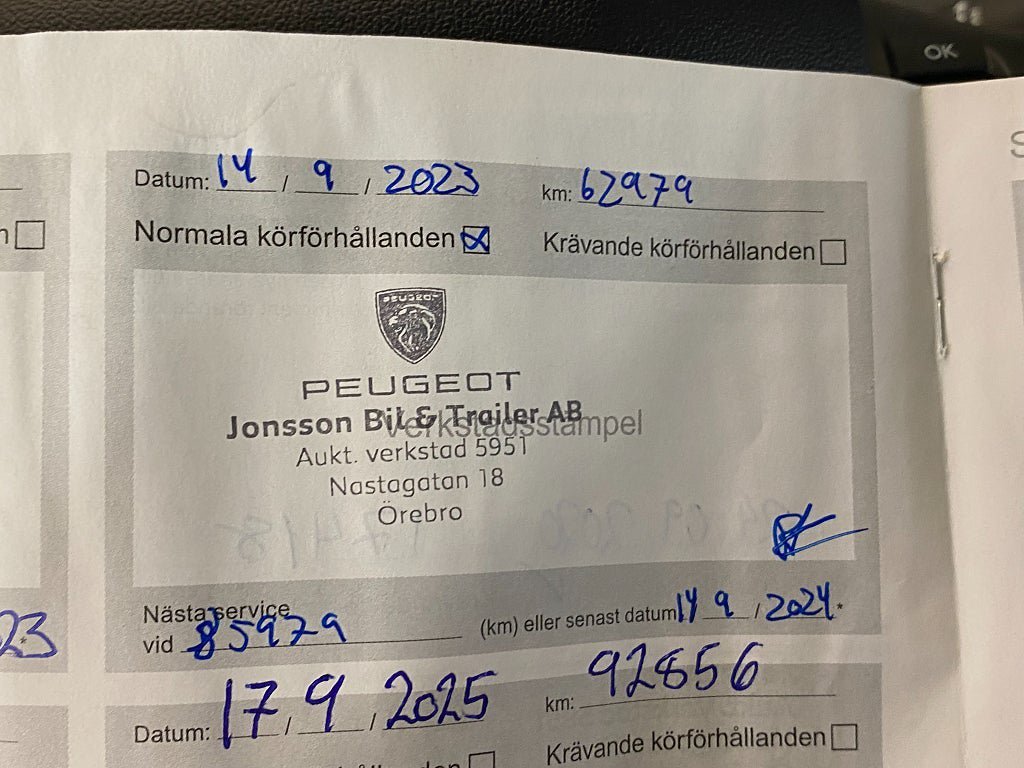 OK
Datum: 14 / 9 / 2023 km: 62979
Normala körförhållanden Krävande körförhållanden
PEUGEOT
PEUGEOT
Jonsson Bil & Trailer AB
Verkstadsstämpel
Aukt. verkstad 5951
Nastagatan 18
Örebro
Nästa service
vid 85979 (km) eller senast datum 14 9 / 2024 *
23
Datum: 17 / 9 / 2025 km: 92856
Krävande körförhållanden